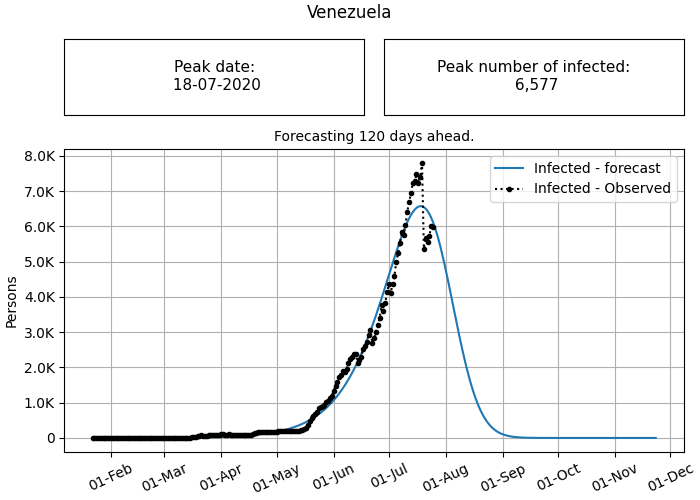 Venezuela
Peak date:
18-07-2020
Peak number of infected:
6,577
Forecasting 120 days ahead.
Infected - forecast
Infected - Observed
8.0K
7.0K
6.0K
5.0K
4.0K
3.0K
2.0K
1.0K
0
Persons
01-Feb
01-Mar
01-Apr
01-May
01-Jun
01-Jul
01-Aug
01-Sep
01-Oct
01-Nov
01-Dec